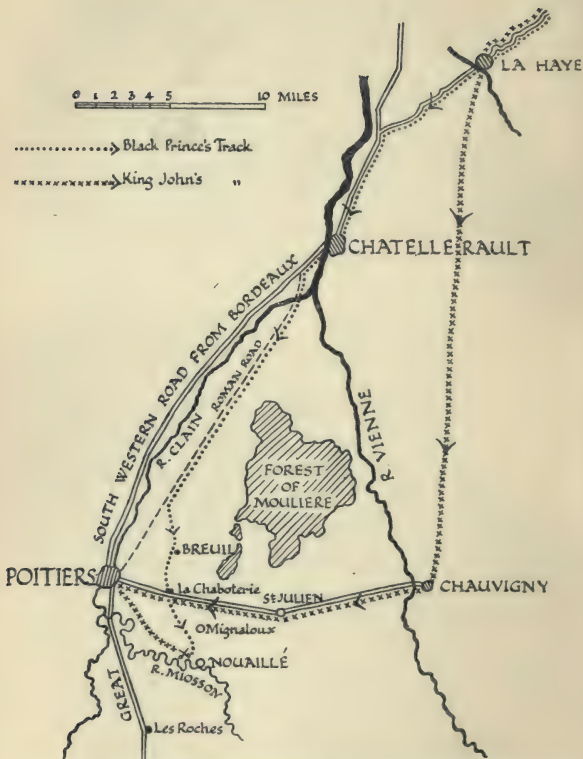 LA HAYE
0 1 2 3 4 5 10 MILES
Black Prince's Track
King John's "
CHATELLERAULT
SOUTH WESTERN ROAD FROM BORDEAUX
R. CLAIN
ROMAN ROAD
R. VIENNE
FOREST
OF
MOULIERE
BREUIL
POITIERS
La Chaboterie
ST JULIEN
CHAUVIGNY
Mignaloux
NOUAILLÉ
R. MIOSSON
GREAT
Les Roches